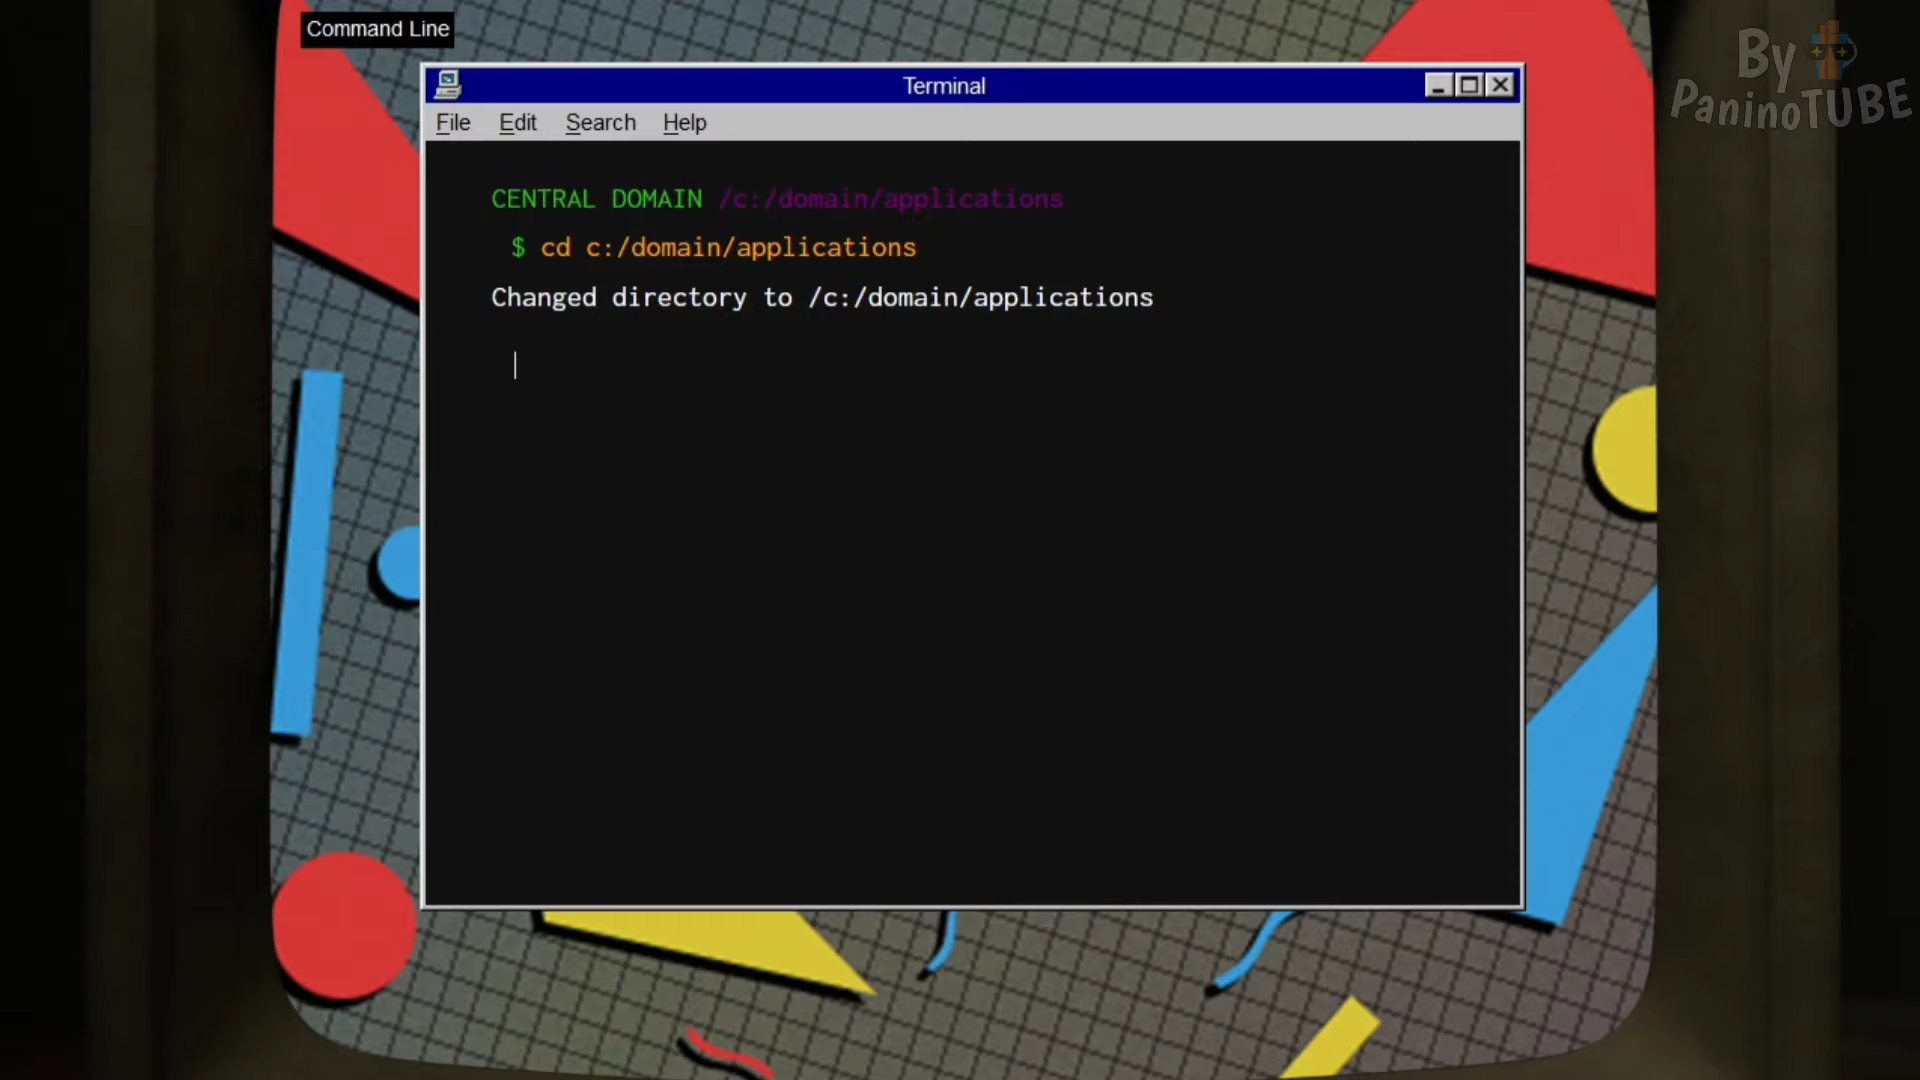 Command Line
By
PaninoTUBE
Terminal
File Edit Search Help
CENTRAL DOMAIN /c:/domain/applications
$ cd c:/domain/applications
Changed directory to /c:/domain/applications